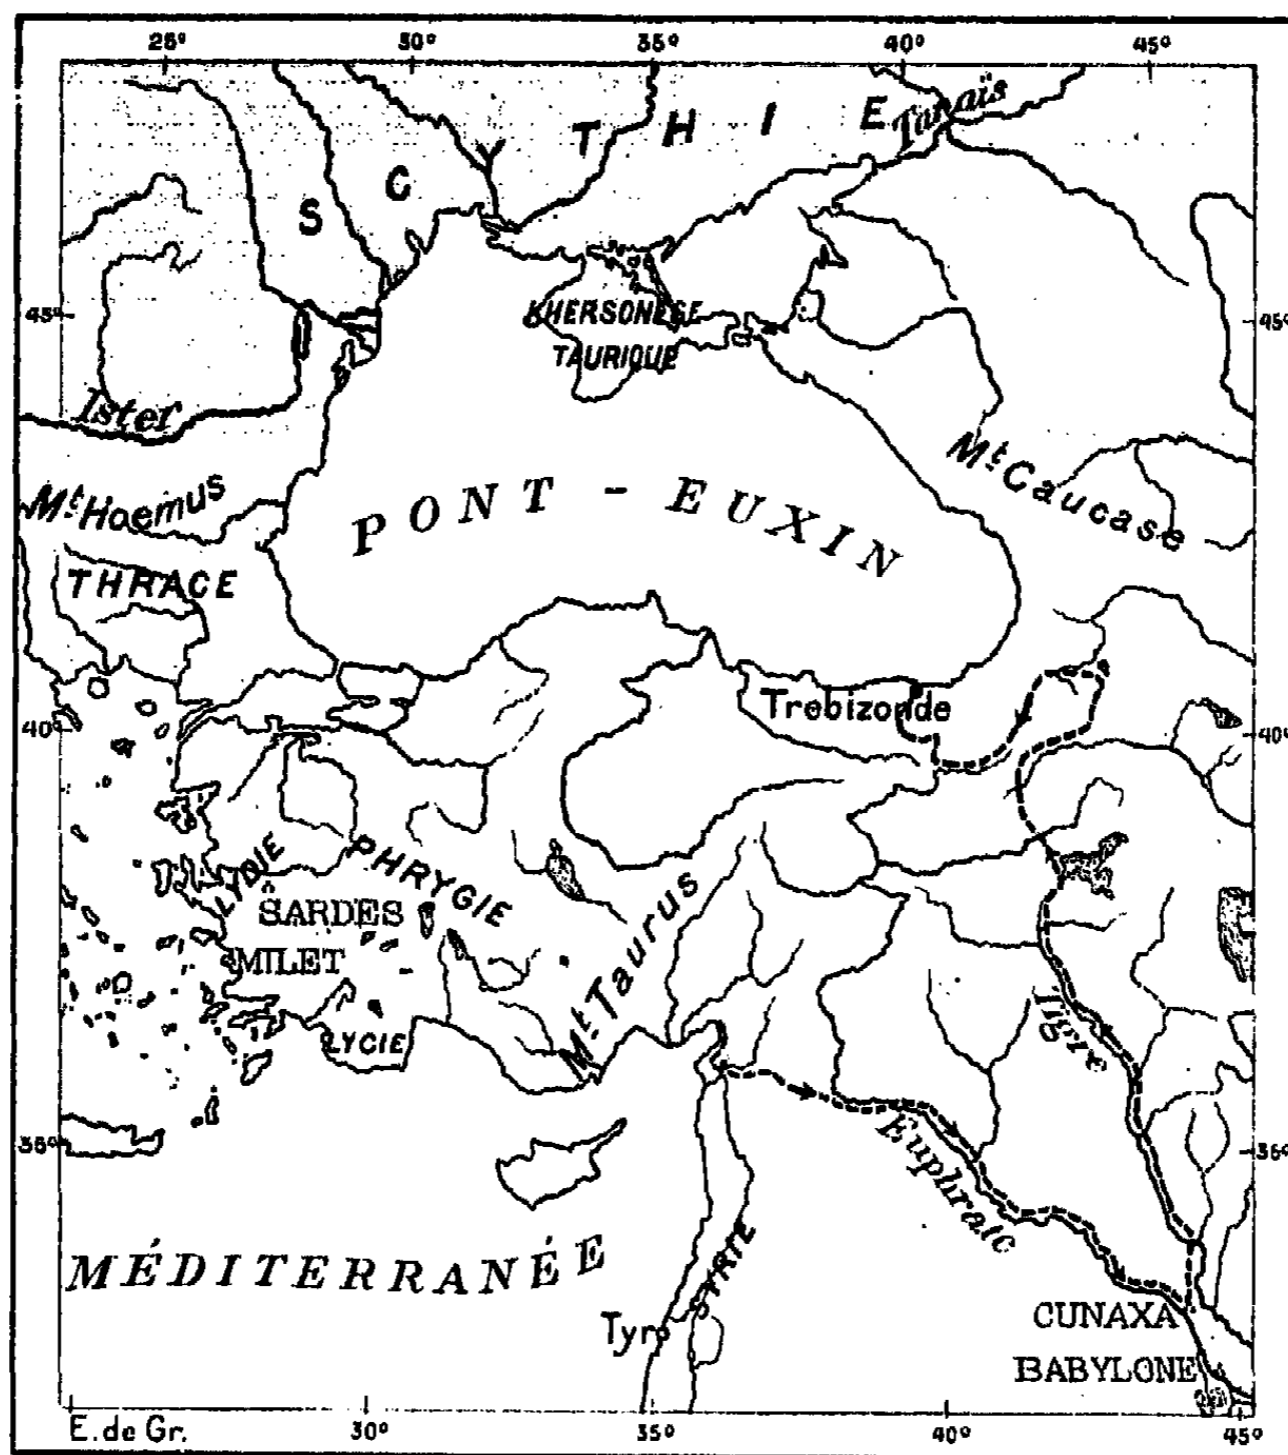 25° 30° 35° 40° 45°
SCTHIE
Tanaïs
45° 45°
KHERSONÈSE
TAURIQUE
Ister
Mt Hoemus
Mt Caucase
PONT-EUXIN
THRACE
Trébizonde
40° 40°
LYDIE
PHRYGIE
SARDES
MILET
Mt Taurus
LYCIE
Tigre
35° 35°
Euphrate
MÉDITERRANÉE
SYRIE
Tyr
CUNAXA
BABYLONE
E. de Gr.
30° 35° 40° 45°